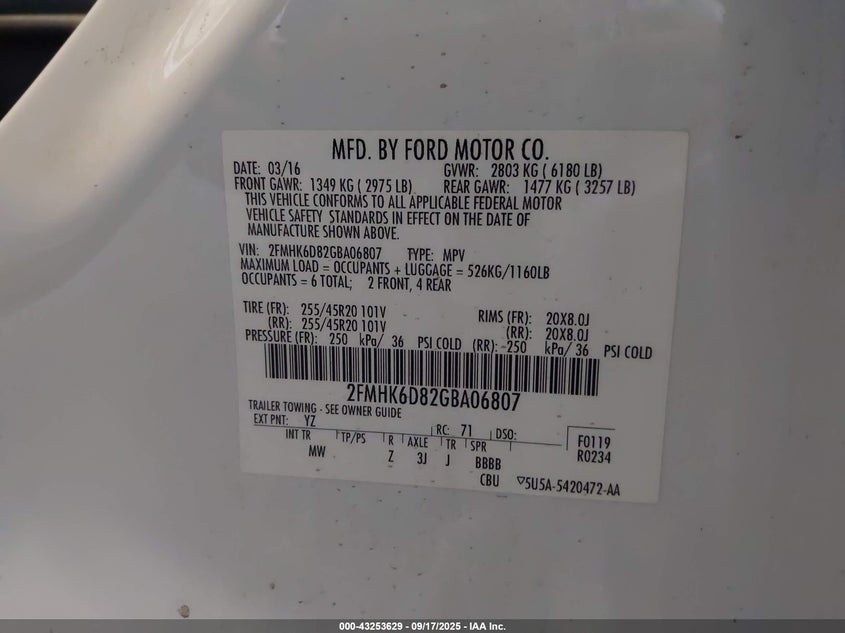 MFD. BY FORD MOTOR CO.
DATE: 03/16 GVWR: 2803 KG ( 6180 LB)
FRONT GAWR: 1349 KG ( 2975 LB) REAR GAWR: 1477 KG ( 3257 LB)
THIS VEHICLE CONFORMS TO ALL APPLICABLE FEDERAL MOTOR
VEHICLE SAFETY STANDARDS IN EFFECT ON THE DATE OF
MANUFACTURE SHOWN ABOVE.
VIN: 2FMHK6D82GBA06807 TYPE: MPV
MAXIMUM LOAD = OCCUPANTS + LUGGAGE = 526KG/1160LB
OCCUPANTS = 6 TOTAL; 2 FRONT, 4 REAR
TIRE (FR): 255/45R20 101V RIMS (FR): 20X8.0J
(RR): 255/45R20 101V (RR): 20X8.0J
PRESSURE (FR): 250 kPa/ 36 PSI COLD (RR): 250 kPa/ 36 PSI COLD
2FMHK6D82GBA06807
TRAILER TOWING - SEE OWNER GUIDE
EXT PNT: YZ RC: 71 DSO:
INT TR TP/PS R AXLE TR SPR F0119
MW Z 3J J BBBB R0234
CBU 5U5A-5420472-AA
000-43253629 - 09/17/2025 - IAA Inc.